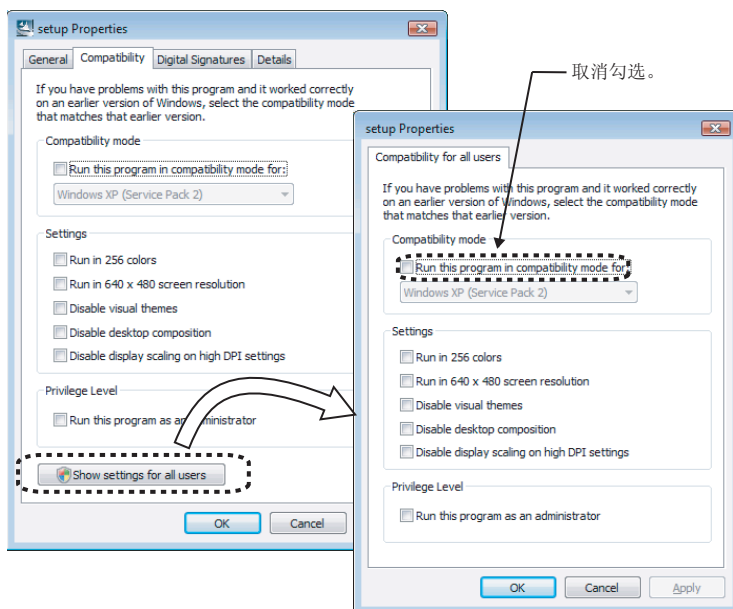 setup Properties
General
Compatibility
Digital Signatures
Details
If you have problems with this program and it worked correctly
on an earlier version of Windows, select the compatibility mode
that matches that earlier version.
Compatibility mode
Run this program in compatibility mode for:
Windows XP (Service Pack 2)
Settings
Run in 256 colors
Run in 640 x 480 screen resolution
Disable visual themes
Disable desktop composition
Disable display scaling on high DPI settings
Privilege Level
Run this program as an administrator
Show settings for all users
OK
Cancel
取消勾选。
setup Properties
Compatibility for all users
If you have problems with this program and it worked correctly
on an earlier version of Windows, select the compatibility mode
that matches that earlier version.
Compatibility mode
Run this program in compatibility mode for:
Windows XP (Service Pack 2)
Settings
Run in 256 colors
Run in 640 x 480 screen resolution
Disable visual themes
Disable desktop composition
Disable display scaling on high DPI settings
Privilege Level
Run this program as an administrator
OK
Cancel
Apply